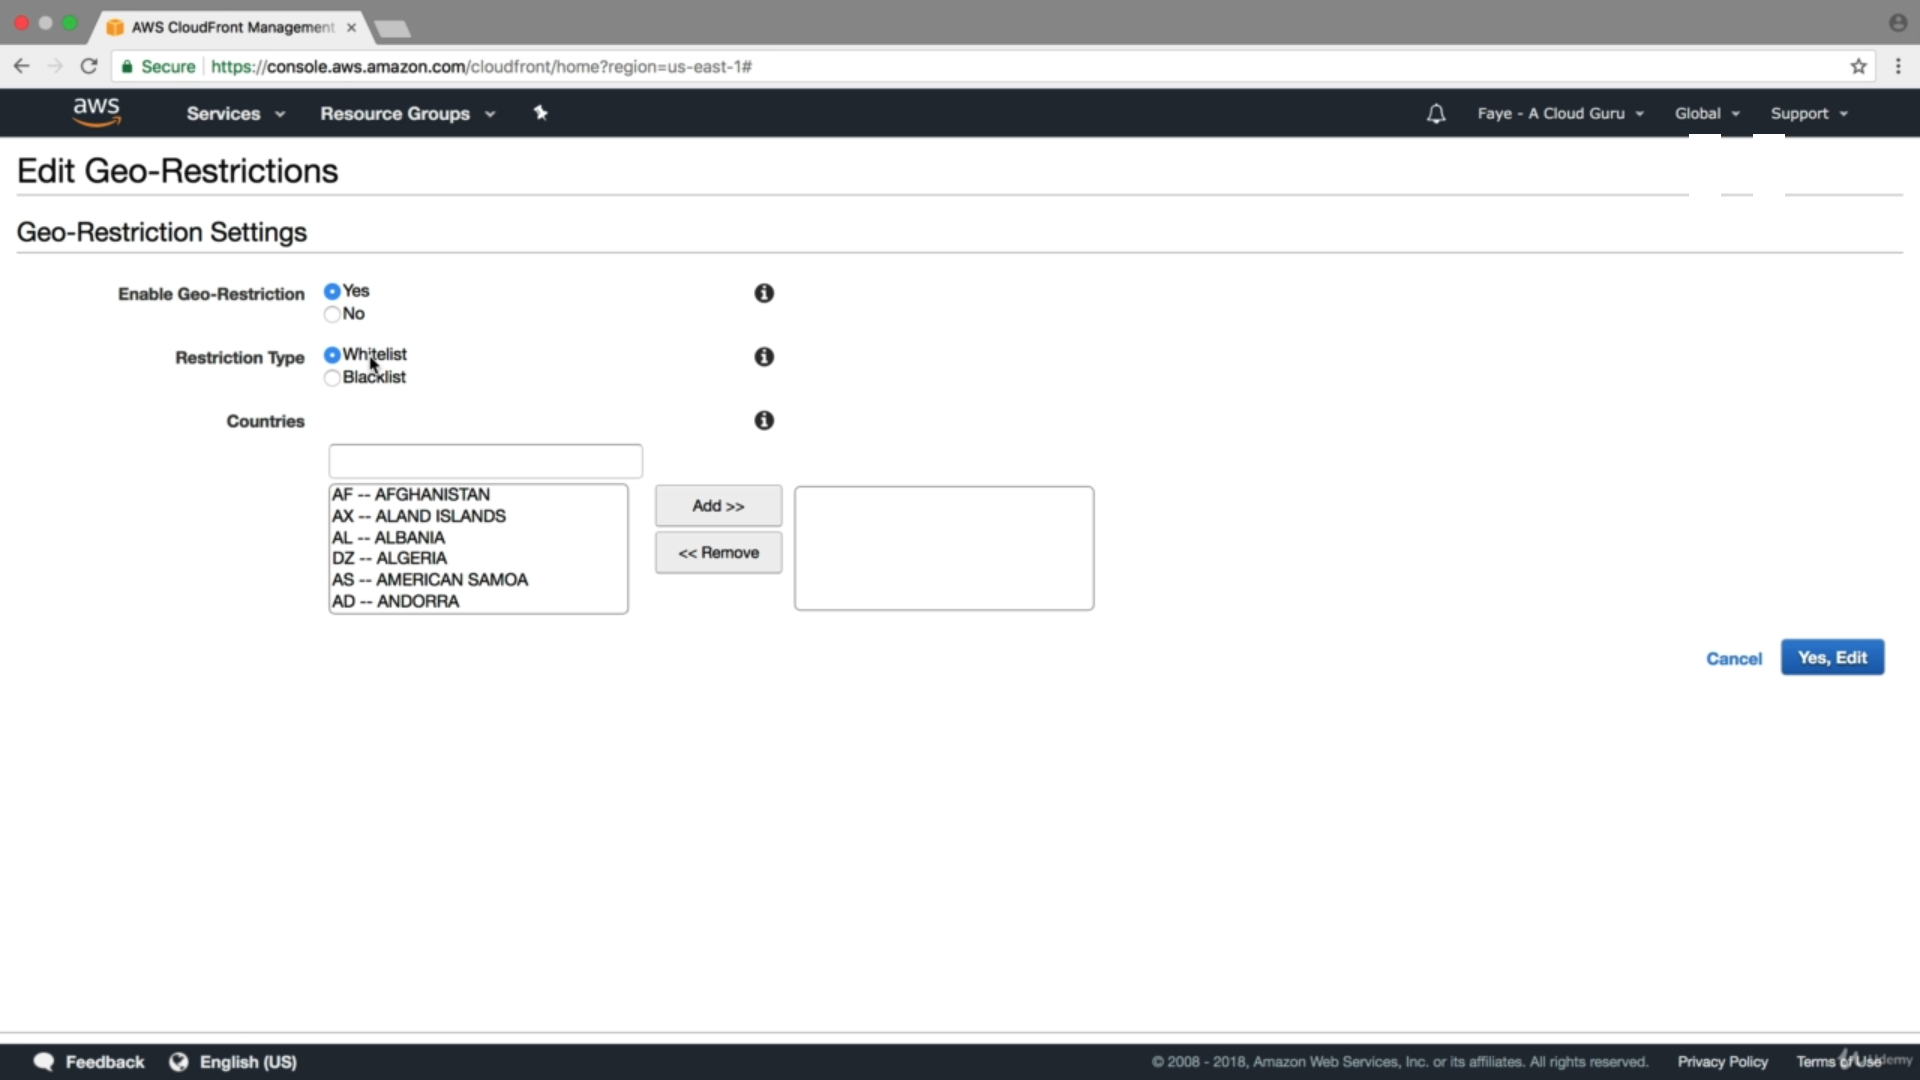 AWS CloudFront Management
Secure https://console.aws.amazon.com/cloudfront/home?region=us-east-1#
aws Services Resource Groups Faye - A Cloud Guru Global Support
Edit Geo-Restrictions
Geo-Restriction Settings
Enable Geo-Restriction Yes
No
Restriction Type Whitelist
Blacklist
Countries
AF -- AFGHANISTAN
AX -- ALAND ISLANDS
AL -- ALBANIA
DZ -- ALGERIA
AS -- AMERICAN SAMOA
AD -- ANDORRA
Add >>
<< Remove
Cancel Yes, Edit
Feedback English (US) © 2008 - 2018, Amazon Web Services, Inc. or its affiliates. All rights reserved. Privacy Policy Terms of Use